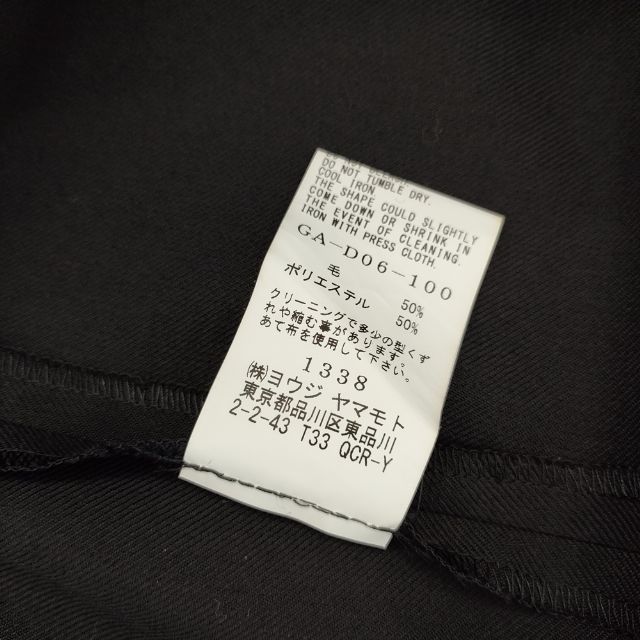 DO NOT TUMBLE DRY.
COOL IRON
THE SHAPE COULD SLIGHTLY
COME DOWN OR SHRINK IN
THE EVENT OF CLEANING.
IRON WITH PRESS CLOTH.
GA-D06-100
毛 50%
ポリエステル 50%
クリーニングで多少の型くず
れや縮む事があります。
あて布を使用して下さい。
1338
㈱ヨウジ ヤマモト
東京都品川区東品川
2-2-43 T33 QCR-Y